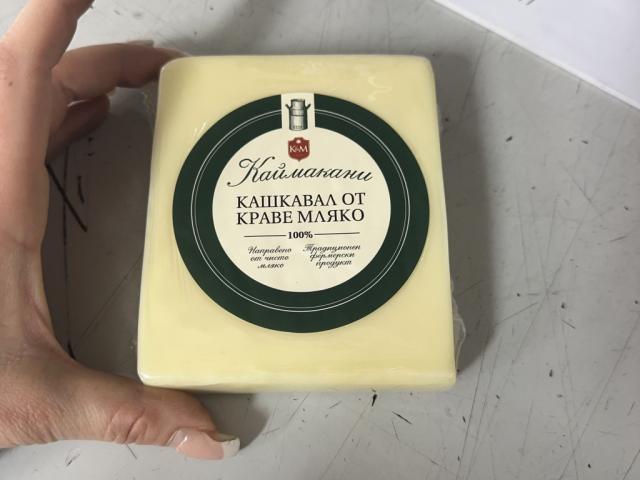 K&M
Каймакани
КАШКАВАЛ ОТ
КРАВЕ МЛЯКО
100%
Направено
от чисто
мляко
Традиционен
фермерски
продукт